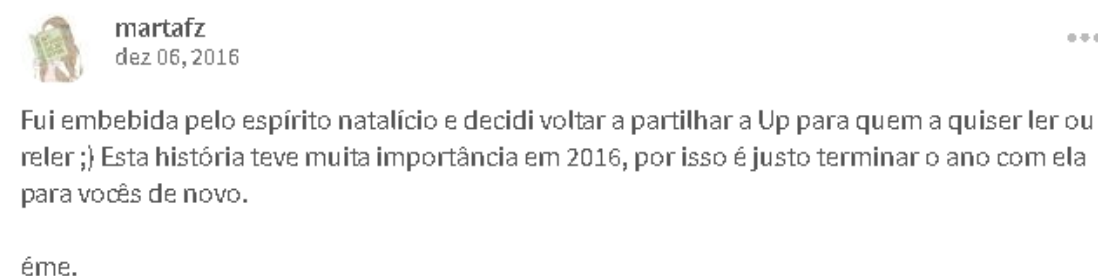 martafz
dez 06, 2016
Fui embebida pelo espírito natalício e decidi voltar a partilhar a Up para quem a quiser ler ou
reler ;) Esta história teve muita importância em 2016, por isso é justo terminar o ano com ela
para vocês de novo.
éme.